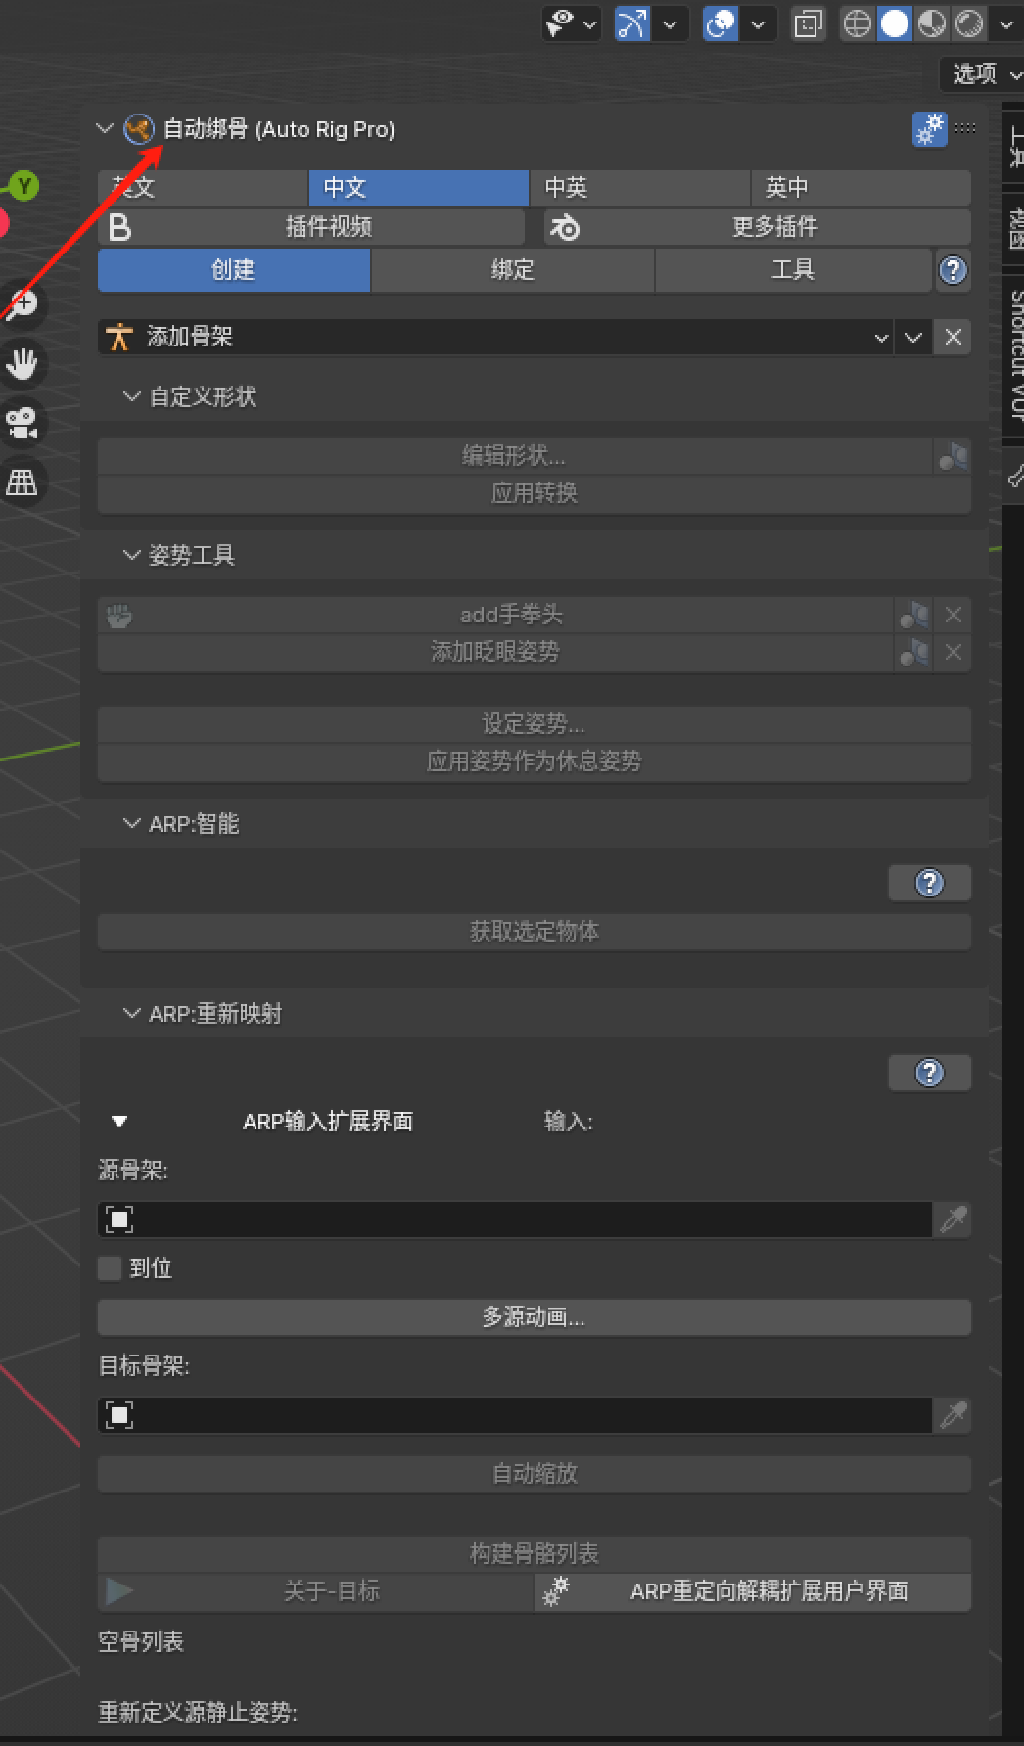 选项
自动绑骨 (Auto Rig Pro)
工具
英文 中文 中英 英中
视图
插件视频 更多插件
创建 绑定 工具
Shortcut VUr
添加骨架
自定义形状
编辑形状...
应用转换
姿势工具
add手拳头
添加眨眼姿势
设定姿势...
应用姿势作为休息姿势
ARP:智能
获取选定物体
ARP:重新映射
ARP输入扩展界面 输入:
源骨架:
到位
多源动画...
目标骨架:
自动缩放
构建骨骼列表
关于-目标 ARP重定向解耦扩展用户界面
空骨列表
重新定义源静止姿势: